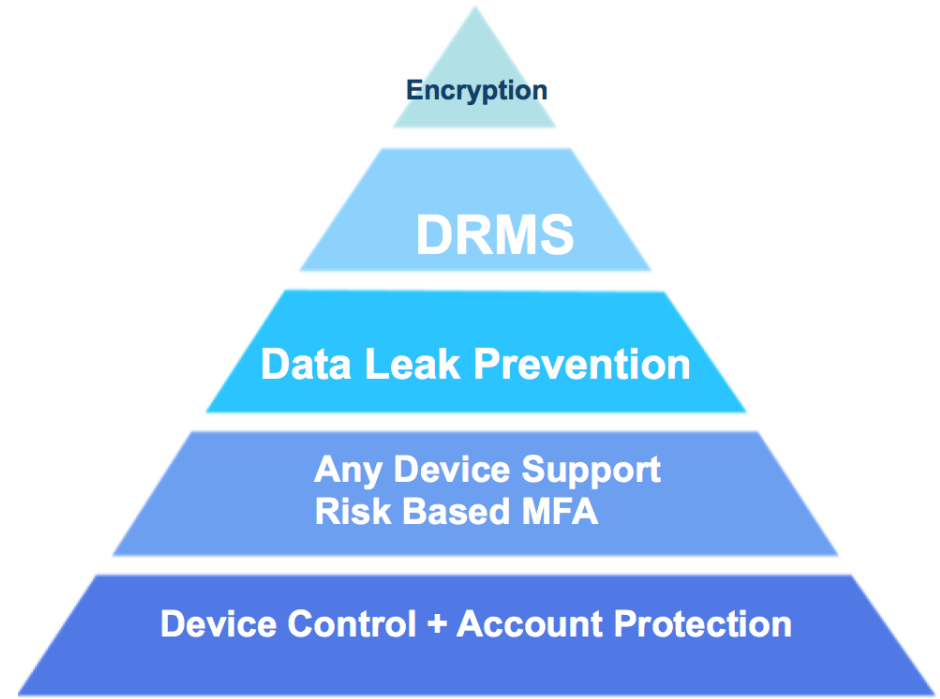 Encryption
DRMS
Data Leak Prevention
Any Device Support
Risk Based MFA
Device Control + Account Protection